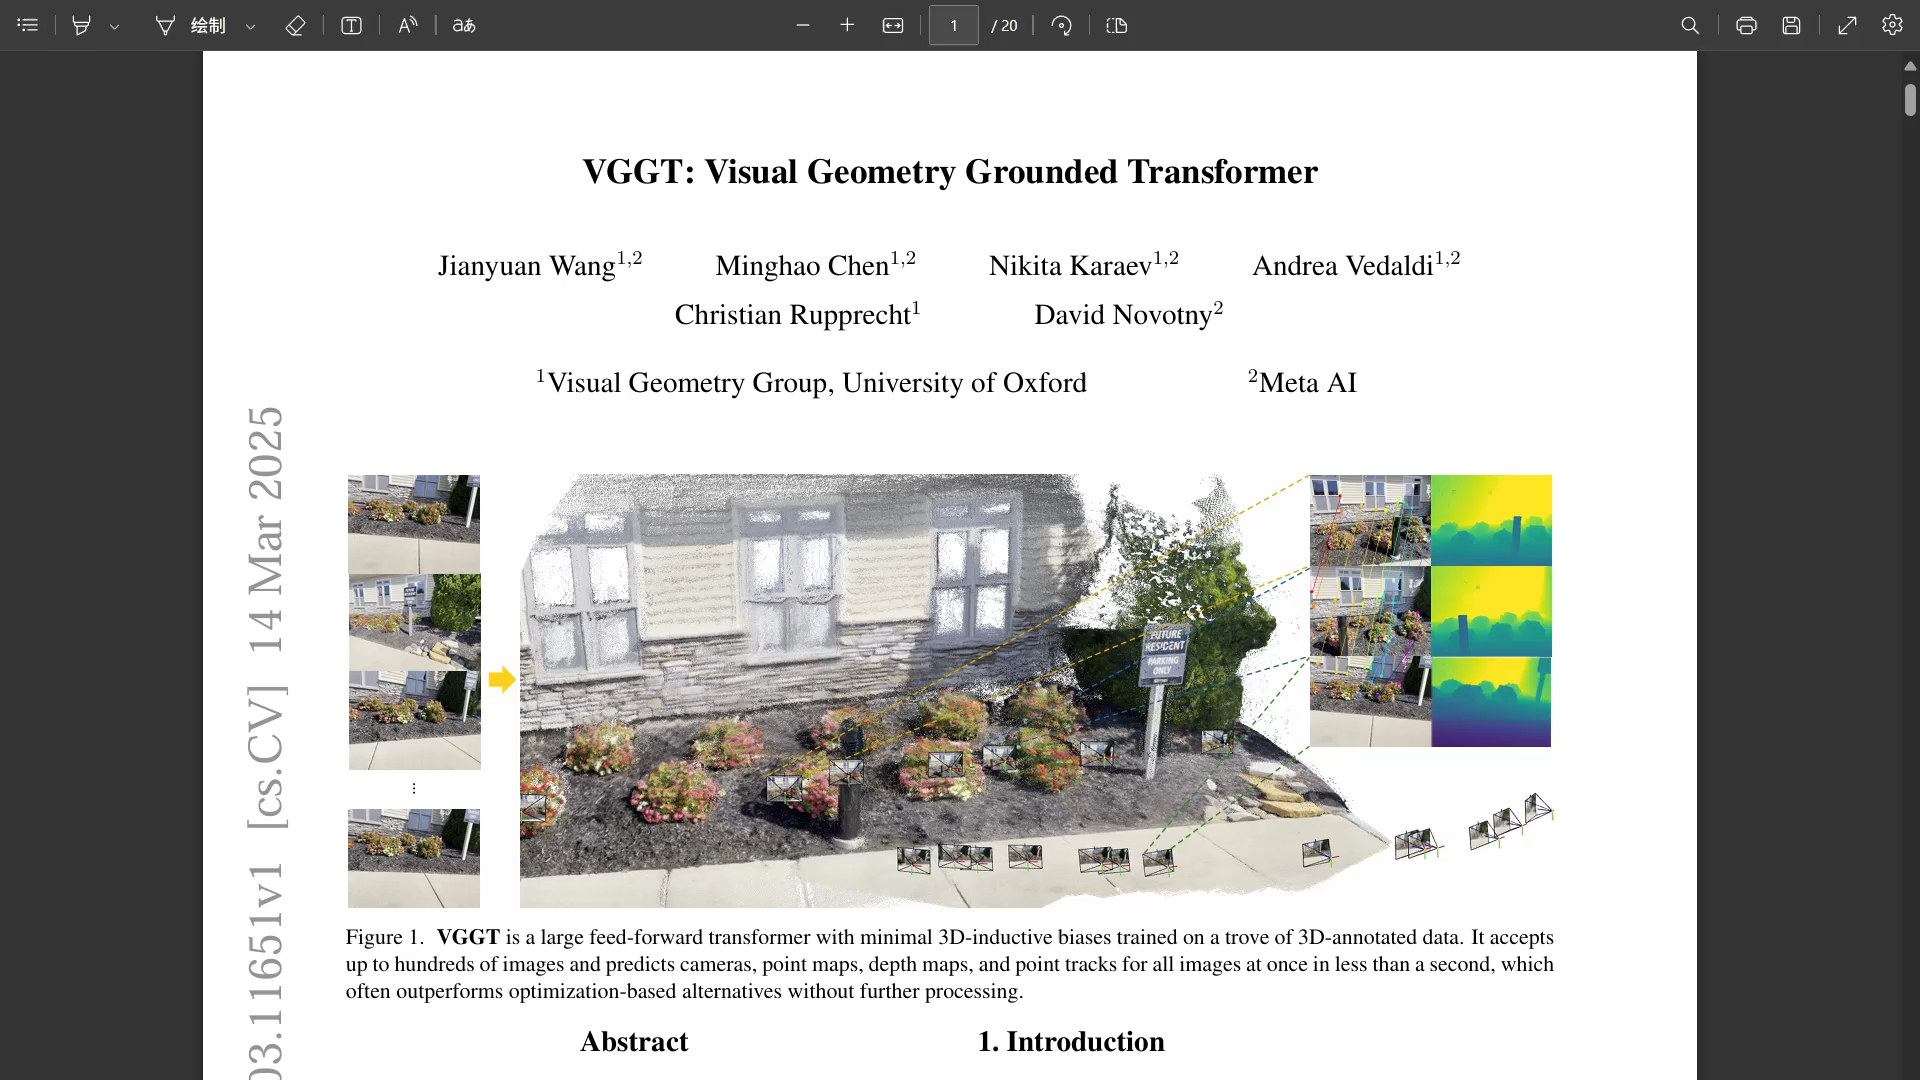 绘制
aあ
1
/ 20
VGGT: Visual Geometry Grounded Transformer
Jianyuan Wang1,2 Minghao Chen1,2 Nikita Karaev1,2 Andrea Vedaldi1,2
Christian Rupprecht1 David Novotny2
1Visual Geometry Group, University of Oxford 2Meta AI
03.11651v1 [cs.CV] 14 Mar 2025
FUTURE
RESIDENT
PARKING
ONLY
Figure 1. VGGT is a large feed-forward transformer with minimal 3D-inductive biases trained on a trove of 3D-annotated data. It accepts
up to hundreds of images and predicts cameras, point maps, depth maps, and point tracks for all images at once in less than a second, which
often outperforms optimization-based alternatives without further processing.
Abstract
1. Introduction